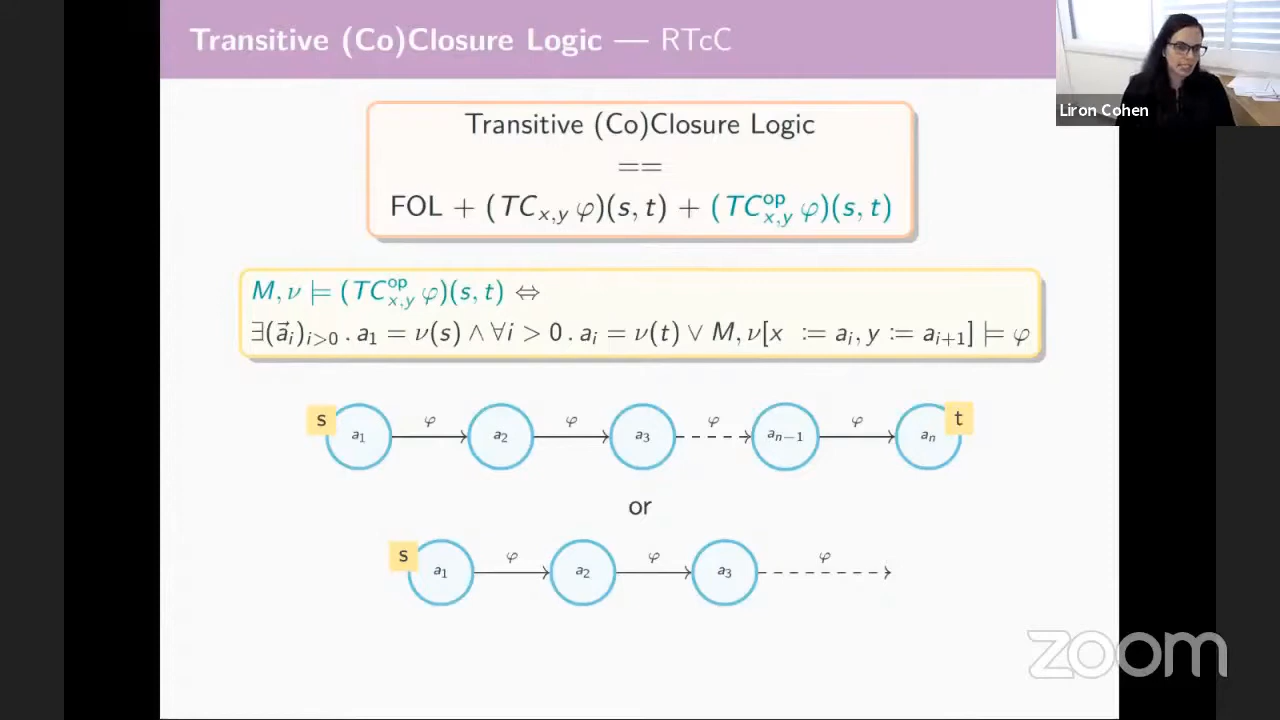 Transitive (Co)Closure Logic — RTcC
Liron Cohen
Transitive (Co)Closure Logic
==
FOL + (TC_{x,y} φ)(s, t) + (TC^{op}_{x,y} φ)(s, t)
M, ν ⊨ (TC^{op}_{x,y} φ)(s, t) ⇔
∃(a⃗_i)_{i>0} . a_1 = ν(s) ∧ ∀i > 0 . a_i = ν(t) ∨ M, ν[x := a_i, y := a_{i+1}] ⊨ φ
s a_1 φ a_2 φ a_3 φ a_{n−1} φ a_n t
or
s a_1 φ a_2 φ a_3 φ
zoom